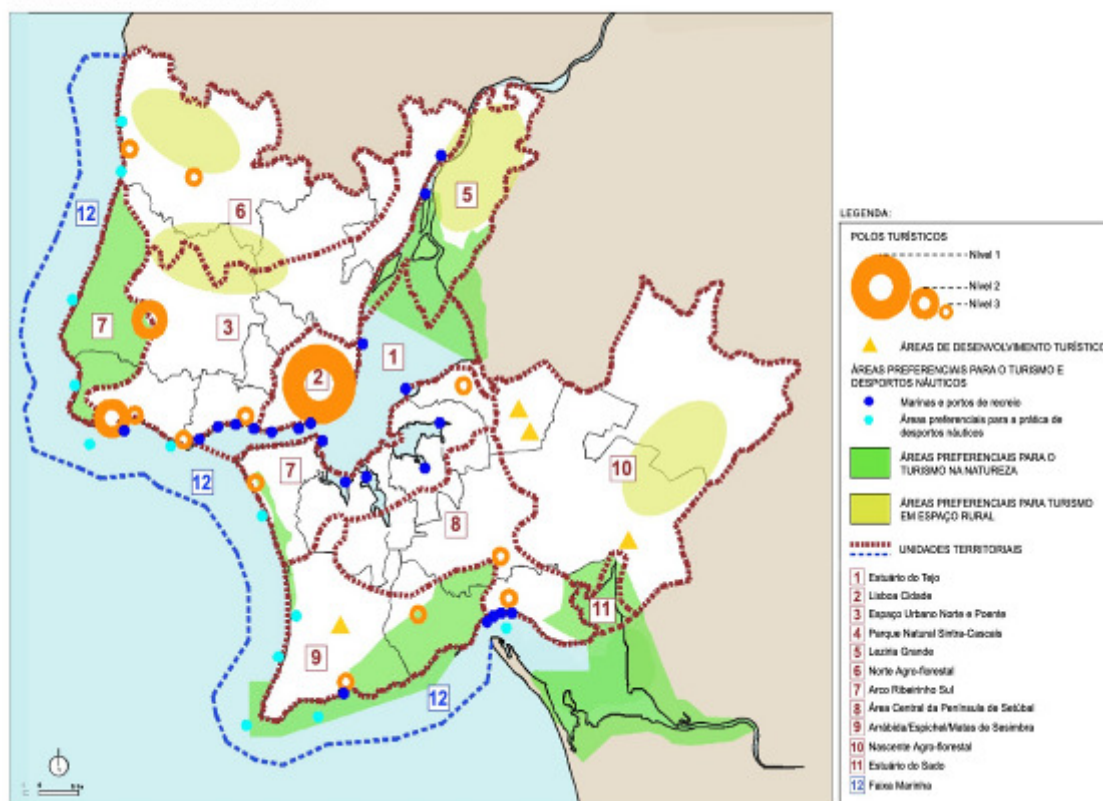 12
6
5
7
3
1
2
12
7
10
8
11
9
12
LEGENDA:
POLOS TURÍSTICOS
Nível 1
Nível 2
Nível 3
ÁREAS DE DESENVOLVIMENTO TURÍSTICO
ÁREAS PREFERENCIAIS PARA O TURISMO E
DESPORTOS NÁUTICOS
Marinas e portos de recreio
Áreas preferenciais para a prática de
desportos náuticos
ÁREAS PREFERENCIAIS PARA O
TURISMO NA NATUREZA
ÁREAS PREFERENCIAIS PARA TURISMO
EM ESPAÇO RURAL
UNIDADES TERRITORIAIS
1 Estuário do Tejo
2 Lisboa Cidade
3 Espaço Urbano Norte e Poente
4 Parque Natural Sintra-Cascais
5 Lezíria Grande
6 Norte Agro-florestal
7 Arco Ribeirinho Sul
8 Área Central da Península de Setúbal
9 Arrábida/Espichel/Matas de Sesimbra
10 Nascente Agro-florestal
11 Estuário do Sado
12 Faixa Marinha